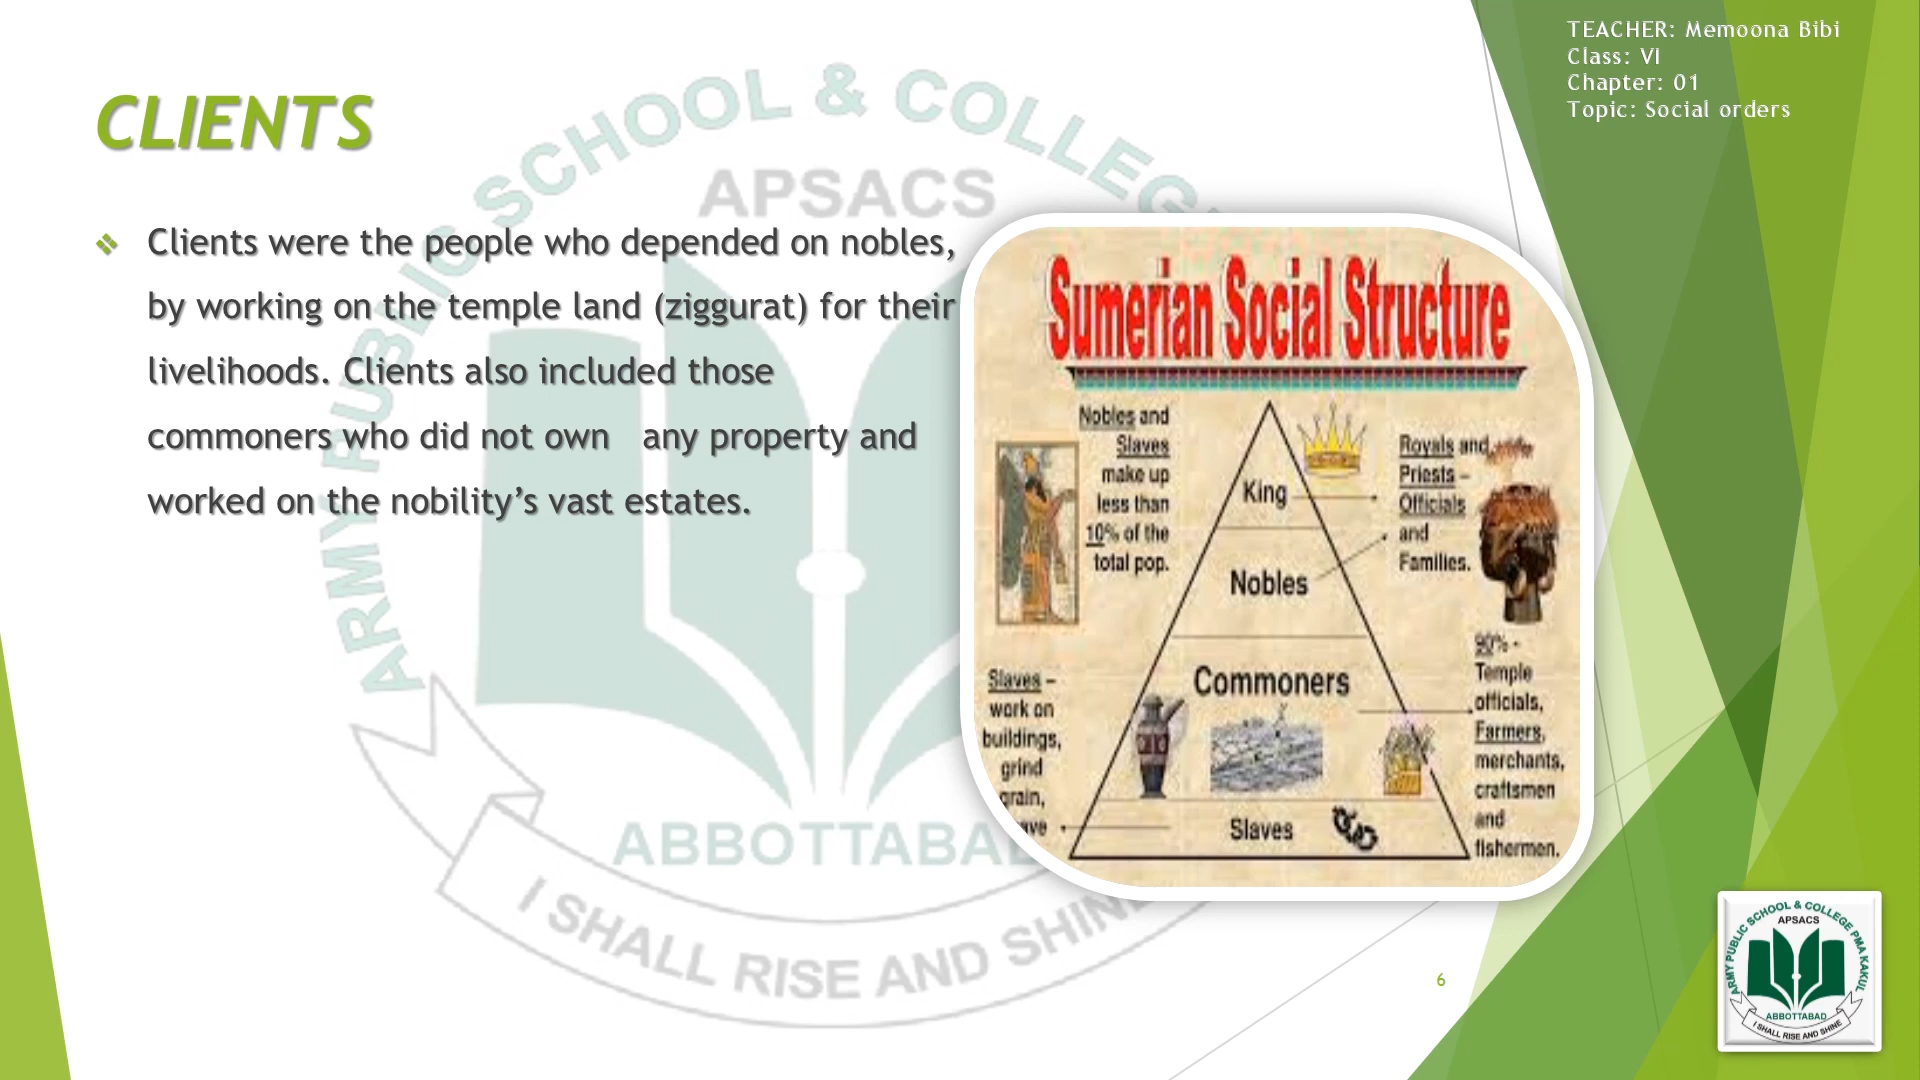 TEACHER: Memoona Bibi
Class: VI
Chapter: 01
Topic: Social orders
CLIENTS
Clients were the people who depended on nobles,
by working on the temple land (ziggurat) for their
livelihoods. Clients also included those
commoners who did not own any property and
worked on the nobility’s vast estates.
Sumerian Social Structure
Nobles and
Slaves
make up
less than
10% of the
total pop.
King
Nobles
Commoners
Slaves
Royals and
Priests –
Officials
and
Families.
Slaves –
work on
buildings,
grind
grain,
90% -
Temple
officials,
Farmers,
merchants,
craftsmen
and
fishermen.
ARMY PUBLIC SCHOOL & COLLEGE
APSACS
ABBOTTABAD
I SHALL RISE AND SHINE
6
ARMY PUBLIC SCHOOL & COLLEGE PMA KAKUL
APSACS
ABBOTTABAD
I SHALL RISE AND SHINE